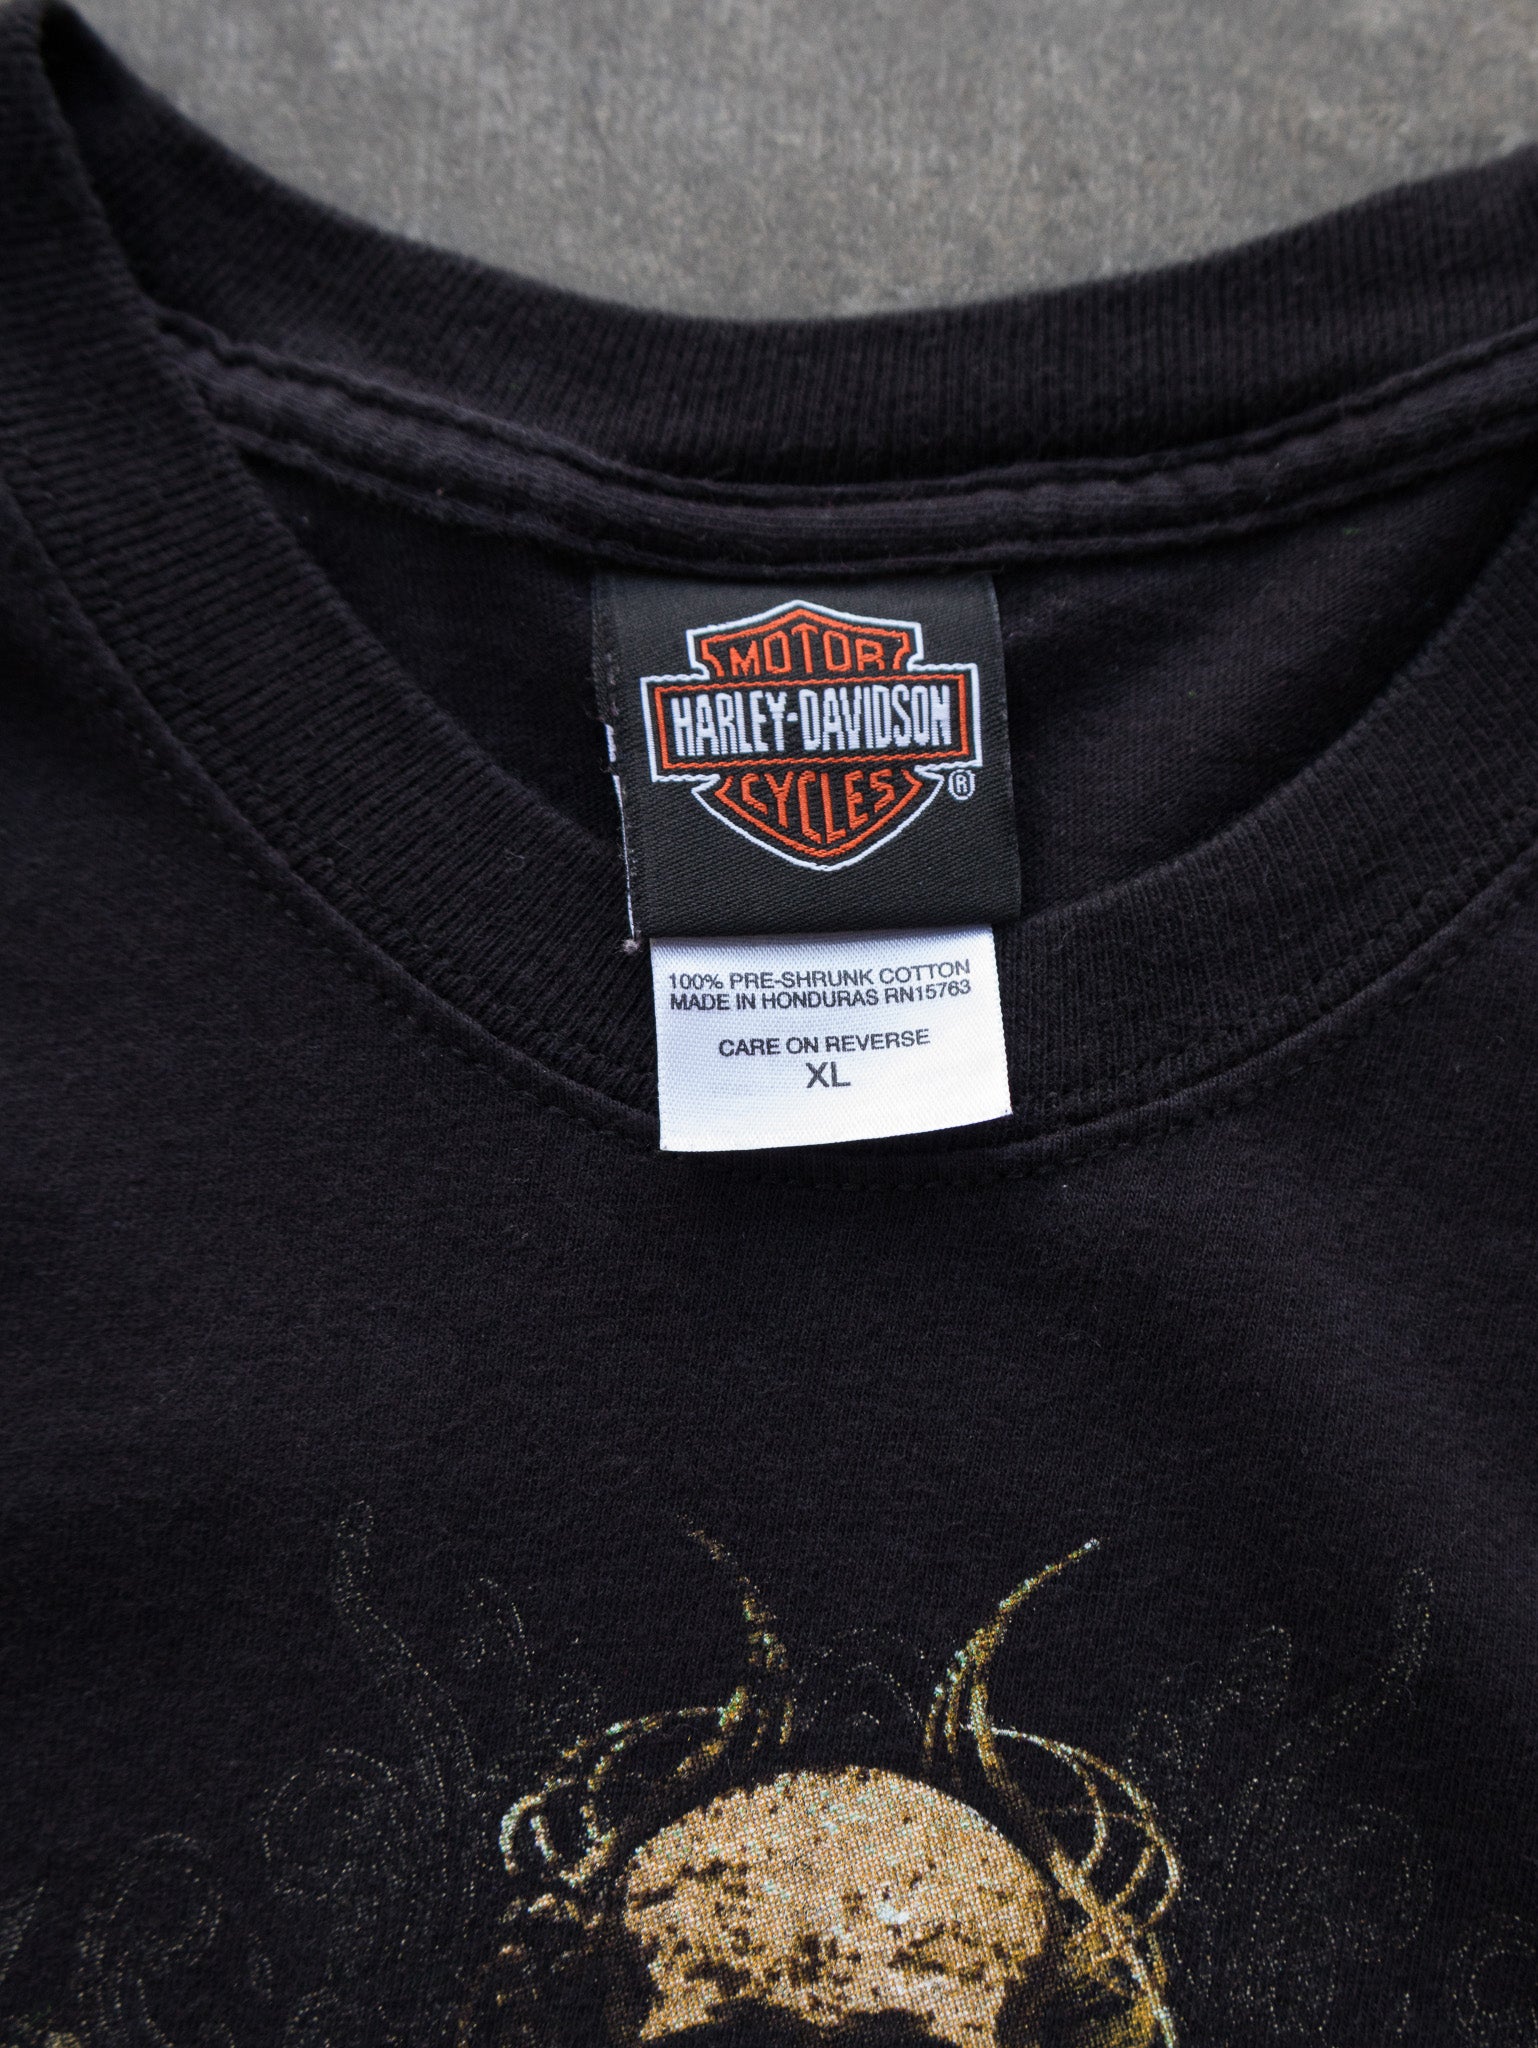 MOTOR
HARLEY-DAVIDSON
CYCLES
®
100% PRE-SHRUNK COTTON
MADE IN HONDURAS RN15763
CARE ON REVERSE
XL